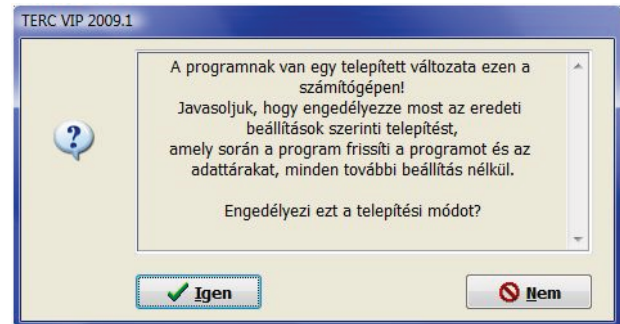 TERC VIP 2009.1
A programnak van egy telepített változata ezen a
számítógépen!
Javasoljuk, hogy engedélyezze most az eredeti
beállítások szerinti telepítést,
amely során a program frissíti a programot és az
adattárakat, minden további beállítás nélkül.
Engedélyezi ezt a telepítési módot?
Igen
Nem